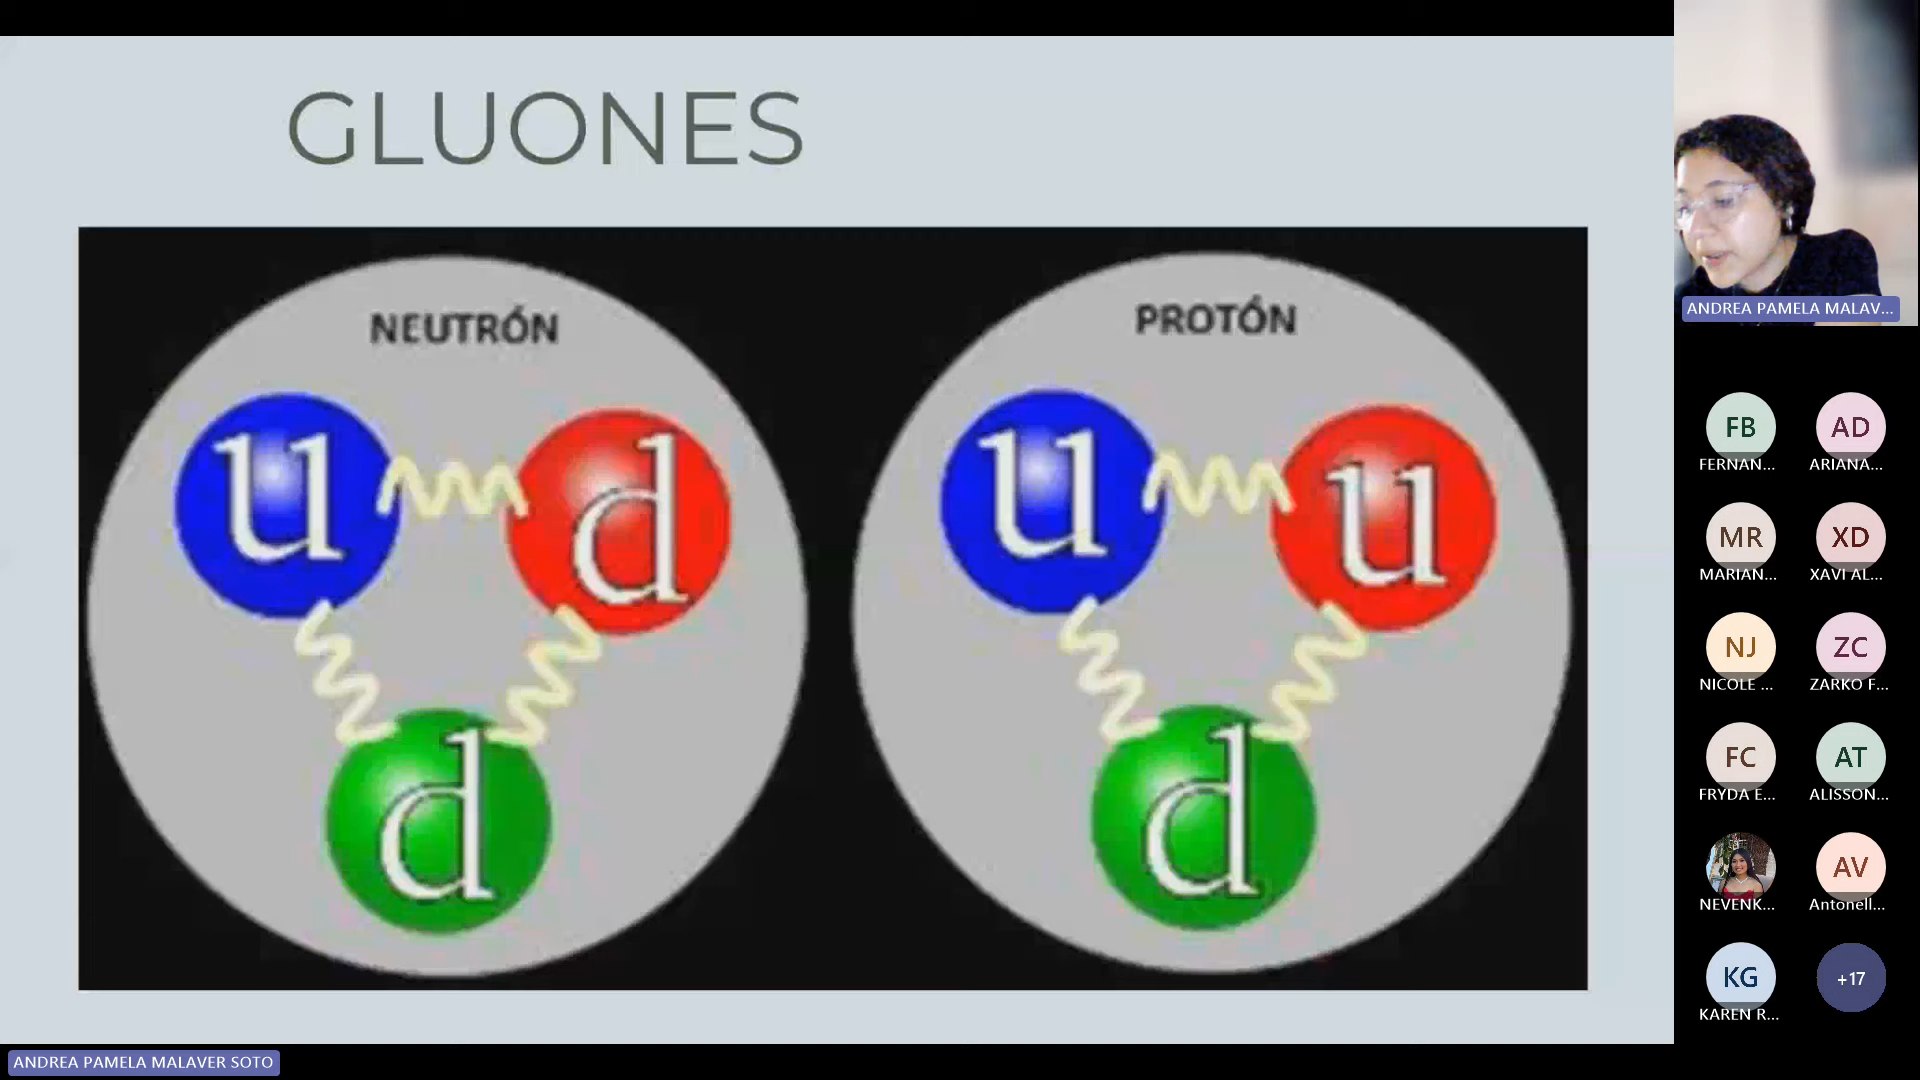 GLUONES
NEUTRÓN
PROTÓN
u
d
d
u
u
d
ANDREA PAMELA MALAV...
FB
FERNAN...
AD
ARIANA...
MR
MARIAN...
XD
XAVI AL...
NJ
NICOLE ...
ZC
ZARKO F...
FC
FRYDA E...
AT
ALISSON...
NEVENK...
AV
Antonell...
KG
KAREN R...
+17
ANDREA PAMELA MALAVER SOTO